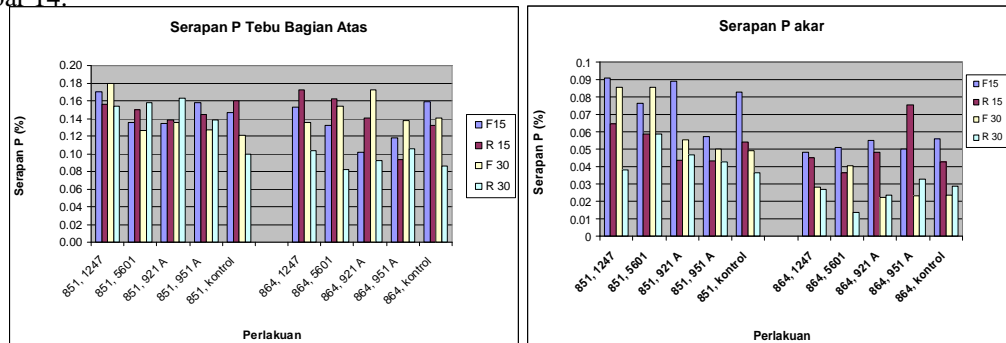 14.
Serapan P Tebu Bagian Atas
Serapan P (%)
0.20
0.18
0.16
0.14
0.12
0.10
0.08
0.06
0.04
0.02
0.00
851, 1247
851, 5601
851, 921 A
851, 951 A
851, kontrol
864, 1247
864, 5601
864, 921 A
864, 951 A
864, kontrol
Perlakuan
F15
R 15
F 30
R 30
Serapan P akar
Serapan P (%)
0.1
0.09
0.08
0.07
0.06
0.05
0.04
0.03
0.02
0.01
0
851, 1247
851, 5601
851, 921 A
851, 951 A
851, kontrol
864, 1247
864, 5601
864, 921 A
864, 951 A
864, kontrol
Perlakuan
F15
R 15
F 30
R 30